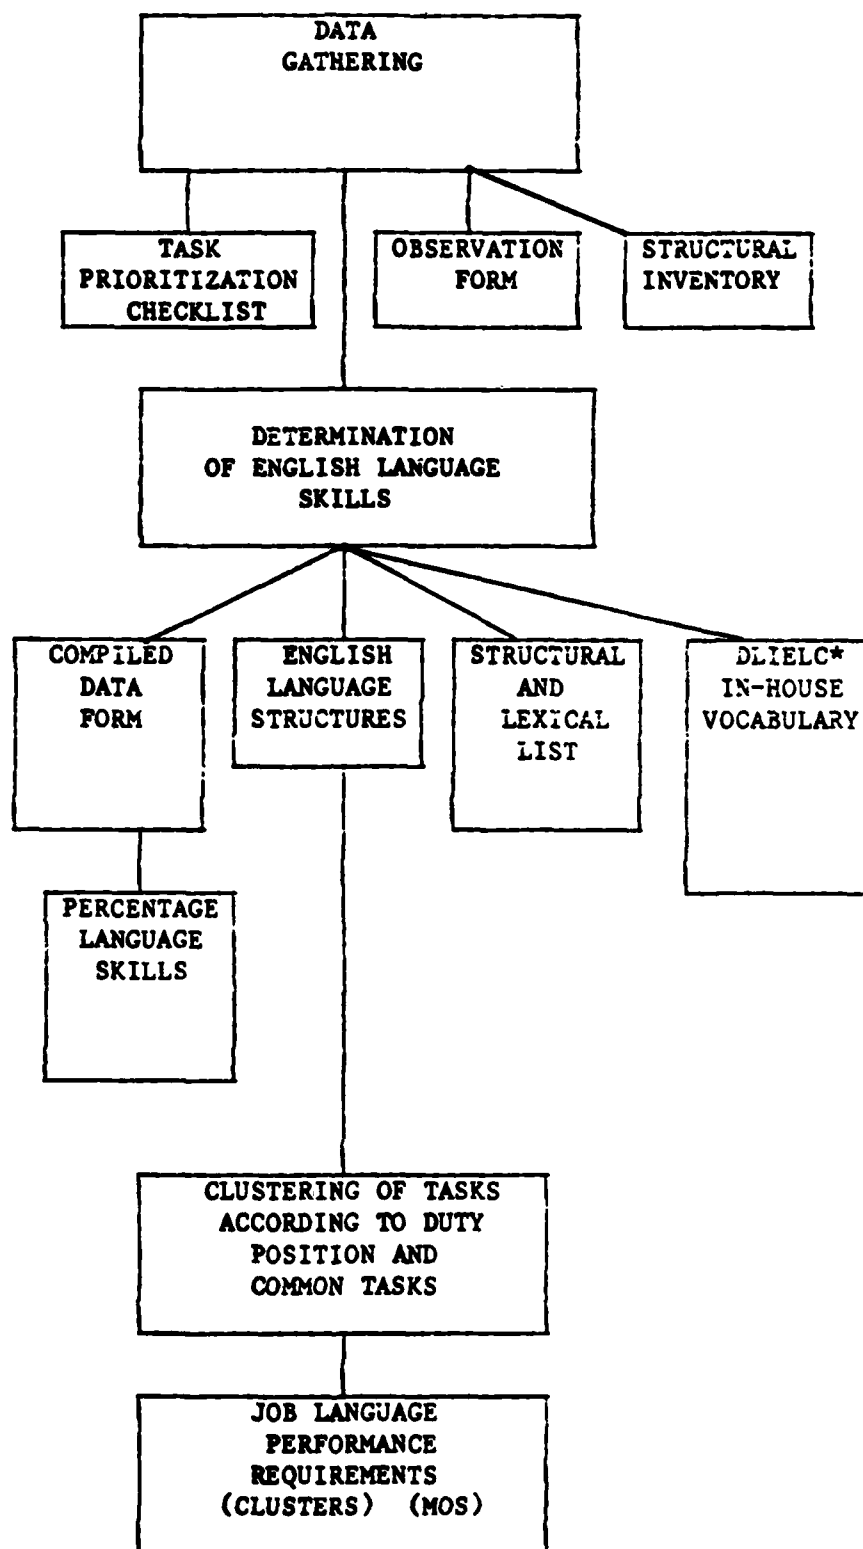 DATA
GATHERING
TASK
PRIORITIZATION
CHECKLIST
OBSERVATION
FORM
STRUCTURAL
INVENTORY
DETERMINATION
OF ENGLISH LANGUAGE
SKILLS
COMPILED
DATA
FORM
ENGLISH
LANGUAGE
STRUCTURES
STRUCTURAL
AND
LEXICAL
LIST
DLIELC*
IN-HOUSE
VOCABULARY
PERCENTAGE
LANGUAGE
SKILLS
CLUSTERING OF TASKS
ACCORDING TO DUTY
POSITION AND
COMMON TASKS
JOB LANGUAGE
PERFORMANCE
REQUIREMENTS
(CLUSTERS) (MOS)